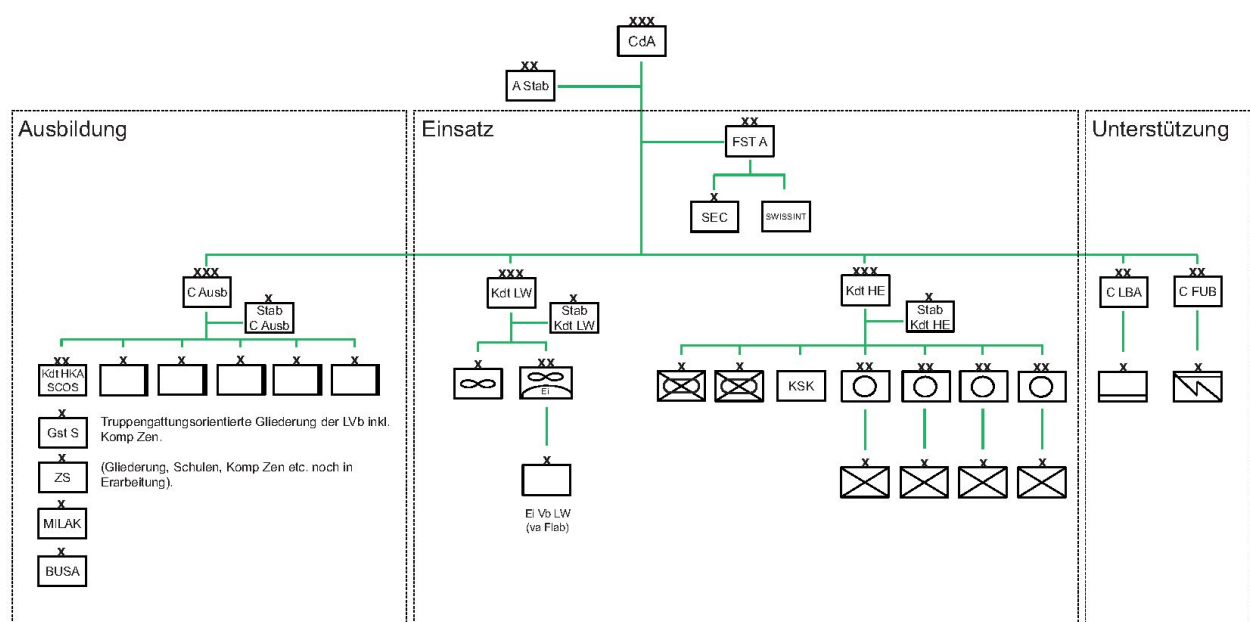 XXX
CdA
XX
A Stab
Ausbildung
Einsatz
Unterstützung
XX
FST A
X
SEC
SWISSINT
XXX
C Ausb
X
Stab
C Ausb
XXX
Kdt LW
X
Stab
Kdt LW
XXX
Kdt HE
X
Stab
Kdt HE
XX
C LBA
XX
C FUB
XX
Kdt HKA
SCOS
X
X
X
X
X
X
XX
Ei
X
X
KSK
X
XX
XX
XX
X
X
X
Gst S
Truppengattungsorientierte Gliederung der LVb inkl.
Komp Zen.
X
ZS
(Gliederung, Schulen, Komp Zen etc. noch in
Erarbeitung).
X
MILAK
X
BUSA
X
Ei Vb LW
(va Flab)
X
X
X
X